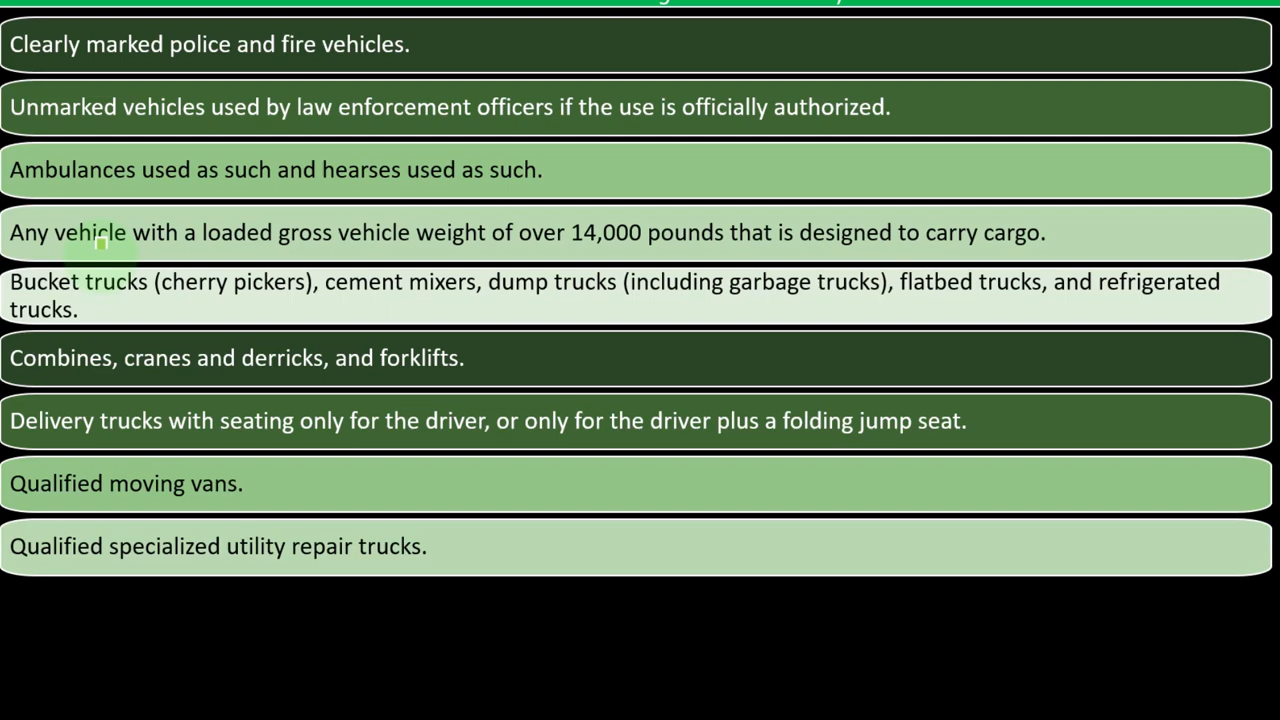 Clearly marked police and fire vehicles.
Unmarked vehicles used by law enforcement officers if the use is officially authorized.
Ambulances used as such and hearses used as such.
Any vehicle with a loaded gross vehicle weight of over 14,000 pounds that is designed to carry cargo.
Bucket trucks (cherry pickers), cement mixers, dump trucks (including garbage trucks), flatbed trucks, and refrigerated
trucks.
Combines, cranes and derricks, and forklifts.
Delivery trucks with seating only for the driver, or only for the driver plus a folding jump seat.
Qualified moving vans.
Qualified specialized utility repair trucks.